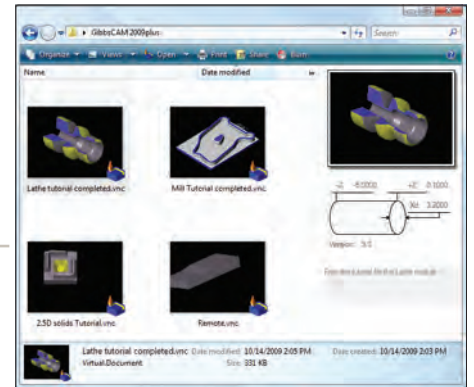 GibbsCAM 2009plus
Search
Organize Views Open Print Share Burn
Name Date modified
Lathe tutorial completed.vnc Mill Tutorial completed.vnc
-Z: -6.0000 +Z: 0.1000
Xd: 3.2000
Version:
2.5D solids Tutorial.vnc Remote.vnc
Lathe tutorial completed.vnc Date modified: 10/14/2009 2:05 PM Date created: 10/14/2009 2:03 PM
Virtual.Document Size: 331 KB